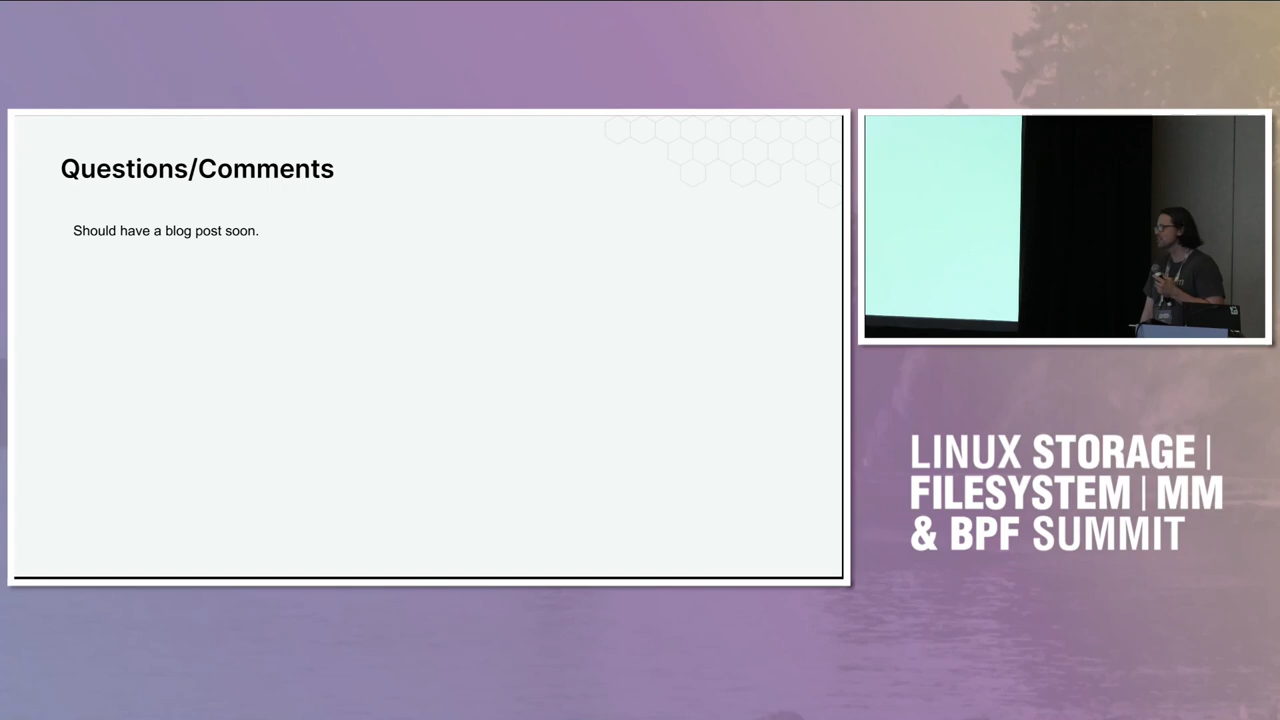 Questions/Comments
Should have a blog post soon.
LINUX STORAGE |
FILESYSTEM | MM
& BPF SUMMIT